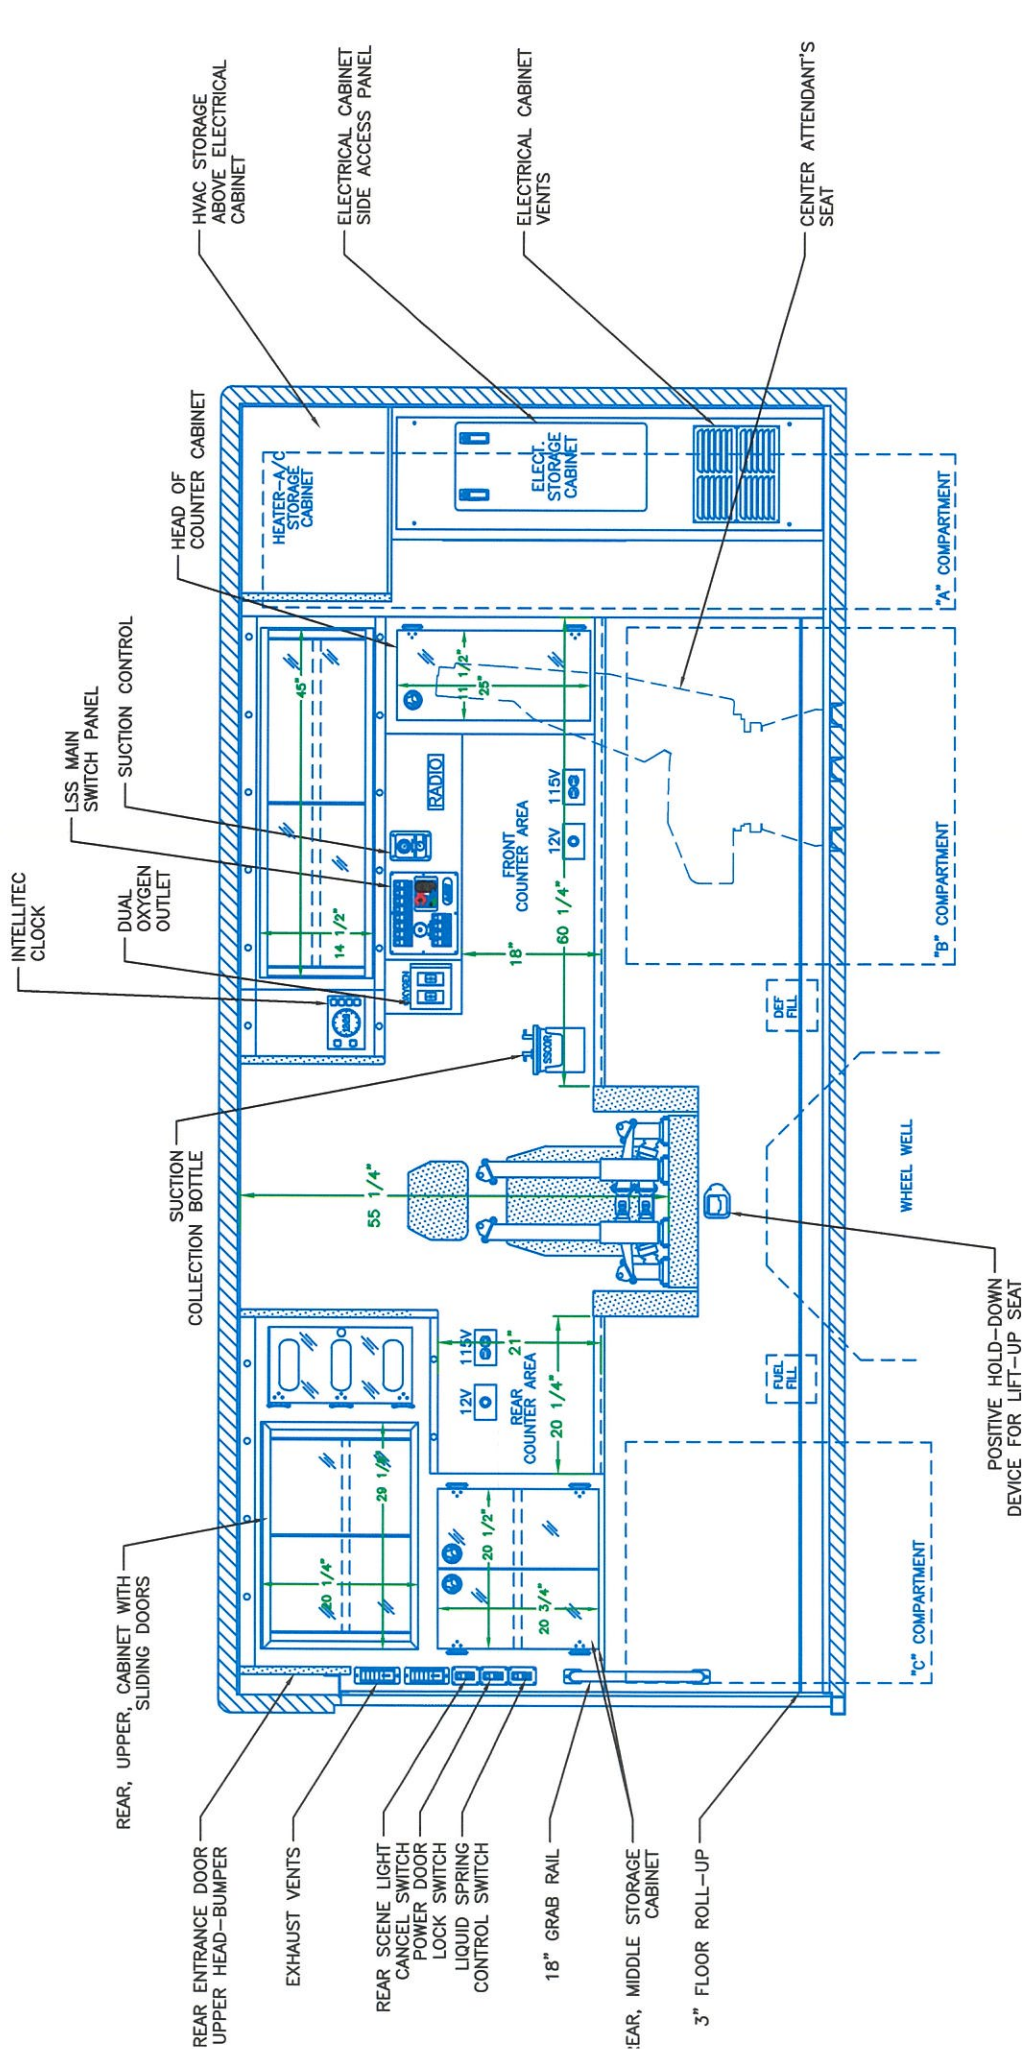 HVAC STORAGE
ABOVE ELECTRICAL
CABINET
ELECTRICAL CABINET
SIDE ACCESS PANEL
ELECTRICAL CABINET
VENTS
CENTER ATTENDANT'S
SEAT
HEAD OF
COUNTER CABINET
SUCTION CONTROL
LSS MAIN
SWITCH PANEL
DUAL
OXYGEN
OUTLET
INTELLITEC
CLOCK
SUCTION
COLLECTION BOTTLE
POSITIVE HOLD-DOWN
DEVICE FOR LIFT-UP SEAT
REAR, UPPER, CABINET WITH
SLIDING DOORS
REAR ENTRANCE DOOR
UPPER HEAD-BUMPER
EXHAUST VENTS
REAR SCENE LIGHT
CANCEL SWITCH
POWER DOOR
LOCK SWITCH
LIQUID SPRING
CONTROL SWITCH
18" GRAB RAIL
EAR, MIDDLE STORAGE
CABINET
3" FLOOR ROLL-UP
HEATER-A/C
STORAGE
CABINET
ELECT.
STORAGE
CABINET
"A" COMPARTMENT
45"
14 1/2"
11 1/2"
25"
RADIO
OXYGEN
FRONT
COUNTER AREA
115V
12V
60 1/4"
18"
SSCOR
"B" COMPARTMENT
DEF
FILL
55 1/4"
WHEEL WELL
FUEL
FILL
115V
12V
21"
REAR
COUNTER AREA
20 1/4"
29 1/2"
20 1/4"
20 1/2"
20 3/4"
"C" COMPARTMENT